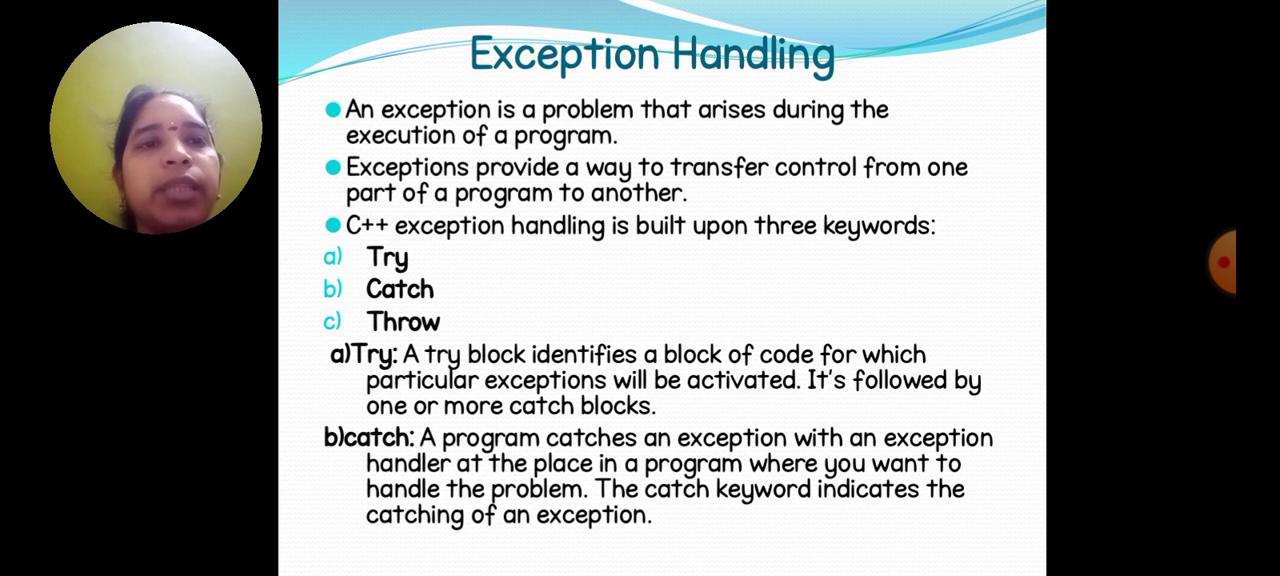 Exception Handling
An exception is a problem that arises during the
execution of a program.
Exceptions provide a way to transfer control from one
part of a program to another.
C++ exception handling is built upon three keywords:
a) Try
b) Catch
c) Throw
a)Try: A try block identifies a block of code for which
particular exceptions will be activated. It's followed by
one or more catch blocks.
b)catch: A program catches an exception with an exception
handler at the place in a program where you want to
handle the problem. The catch keyword indicates the
catching of an exception.